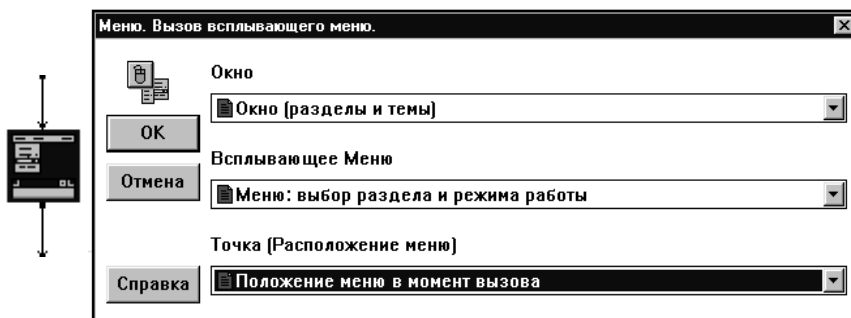 Меню. Вызов всплывающего меню.
Окно
Окно (разделы и темы)
OK
Всплывающее Меню
Отмена
Меню: выбор раздела и режима работы
Точка (Расположение меню)
Справка
Положение меню в момент вызова